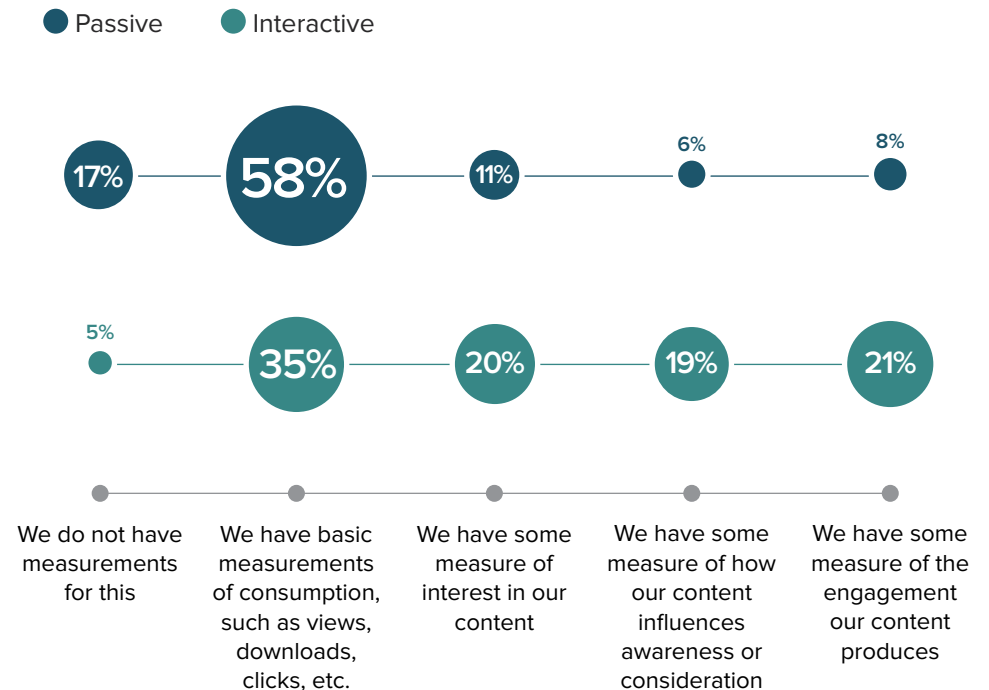 Passive Interactive
17% 58% 11% 6% 8%
5% 35% 20% 19% 21%
We do not have
measurements
for this
We have basic
measurements
of consumption,
such as views,
downloads,
clicks, etc.
We have some
measure of
interest in our
content
We have some
measure of how
our content
influences
awareness or
consideration
We have some
measure of the
engagement
our content
produces